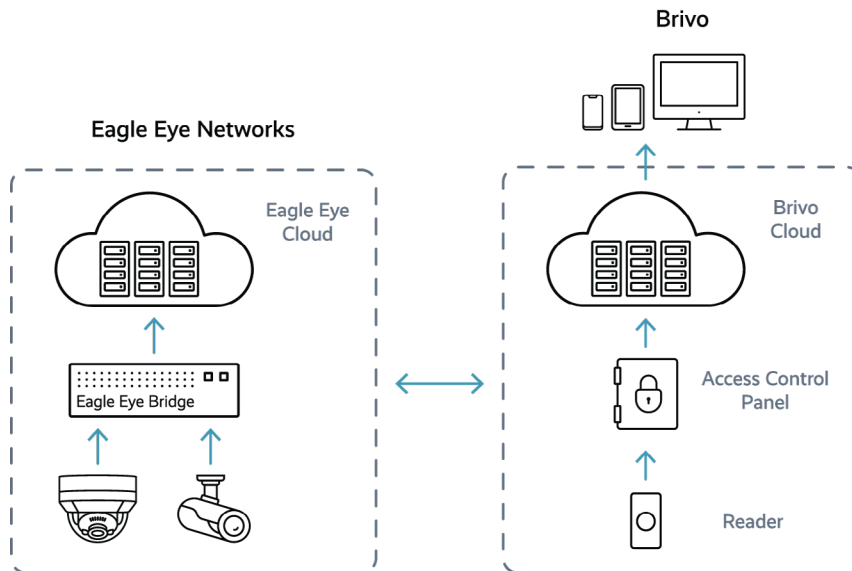 Brivo
Eagle Eye Networks
Eagle Eye
Cloud
Brivo
Cloud
Eagle Eye Bridge
Access Control
Panel
Reader